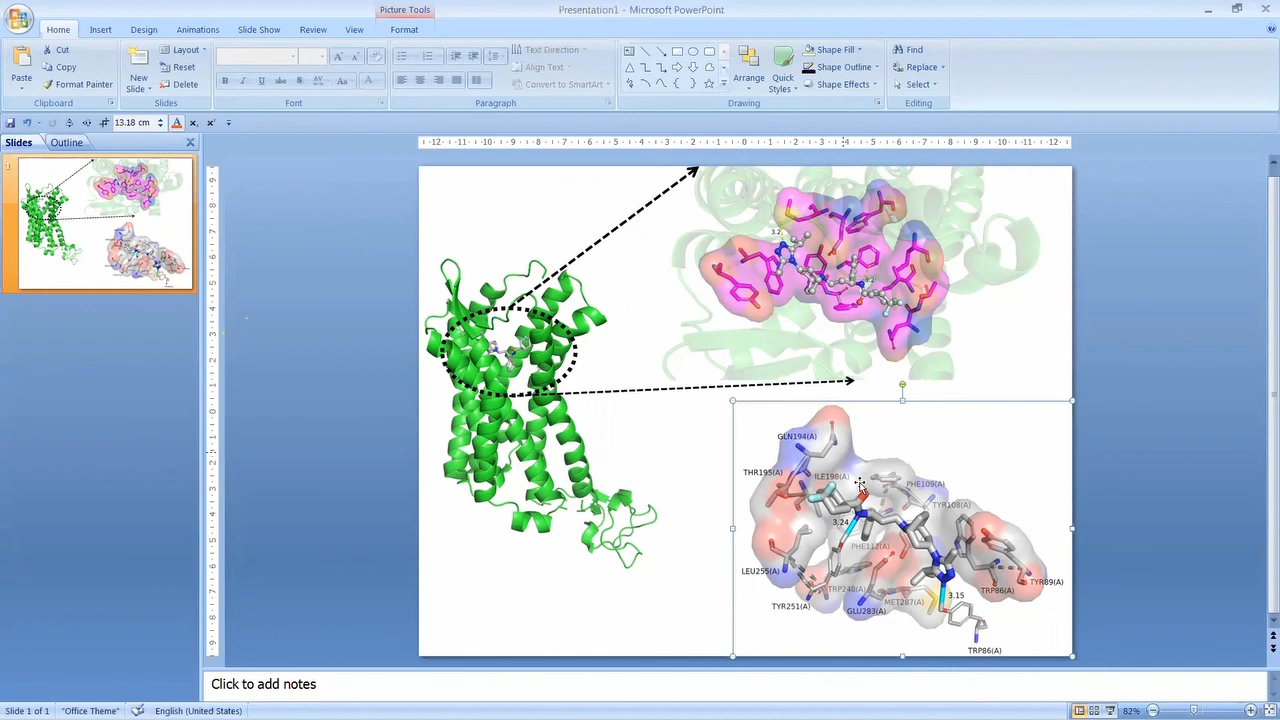 Picture Tools
Presentation1 - Microsoft PowerPoint
Home Insert Design Animations Slide Show Review View Format
Paste
Cut
Copy
Format Painter
Clipboard
New Slide
Layout
Reset
Delete
Slides
B I U S abc AV Aa A
Font
Paragraph
Text Direction
Align Text
Convert to SmartArt
Arrange
Quick Styles
Shape Fill
Shape Outline
Shape Effects
Drawing
Find
Replace
Select
Editing
13.18 cm
Slides Outline
1
3.2
GLN194(A)
THR195(A)
ILE198(A)
PHE109(A)
TYR108(A)
3.24
PHE112(A)
LEU255(A)
TRP248(A)
TYR251(A)
GLU283(A)
MET287(A)
3.15
TRP86(A)
TYR89(A)
TRP86(A)
Click to add notes
Slide 1 of 1
"Office Theme"
English (United States)
82%